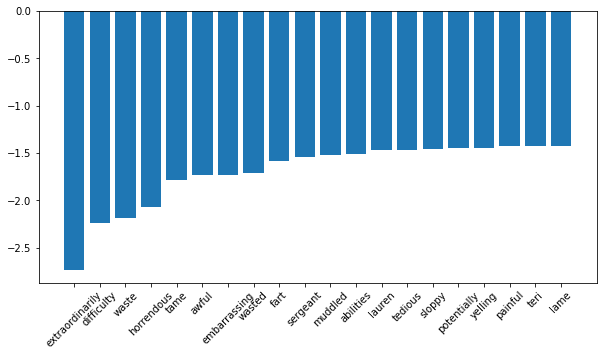 0.0
−0.5
−1.0
−1.5
−2.0
−2.5
extraordinarily
difficulty
waste
horrendous
tame
awful
embarrassing
wasted
fart
sergeant
muddled
abilities
lauren
tedious
sloppy
potentially
yelling
painful
teri
lame